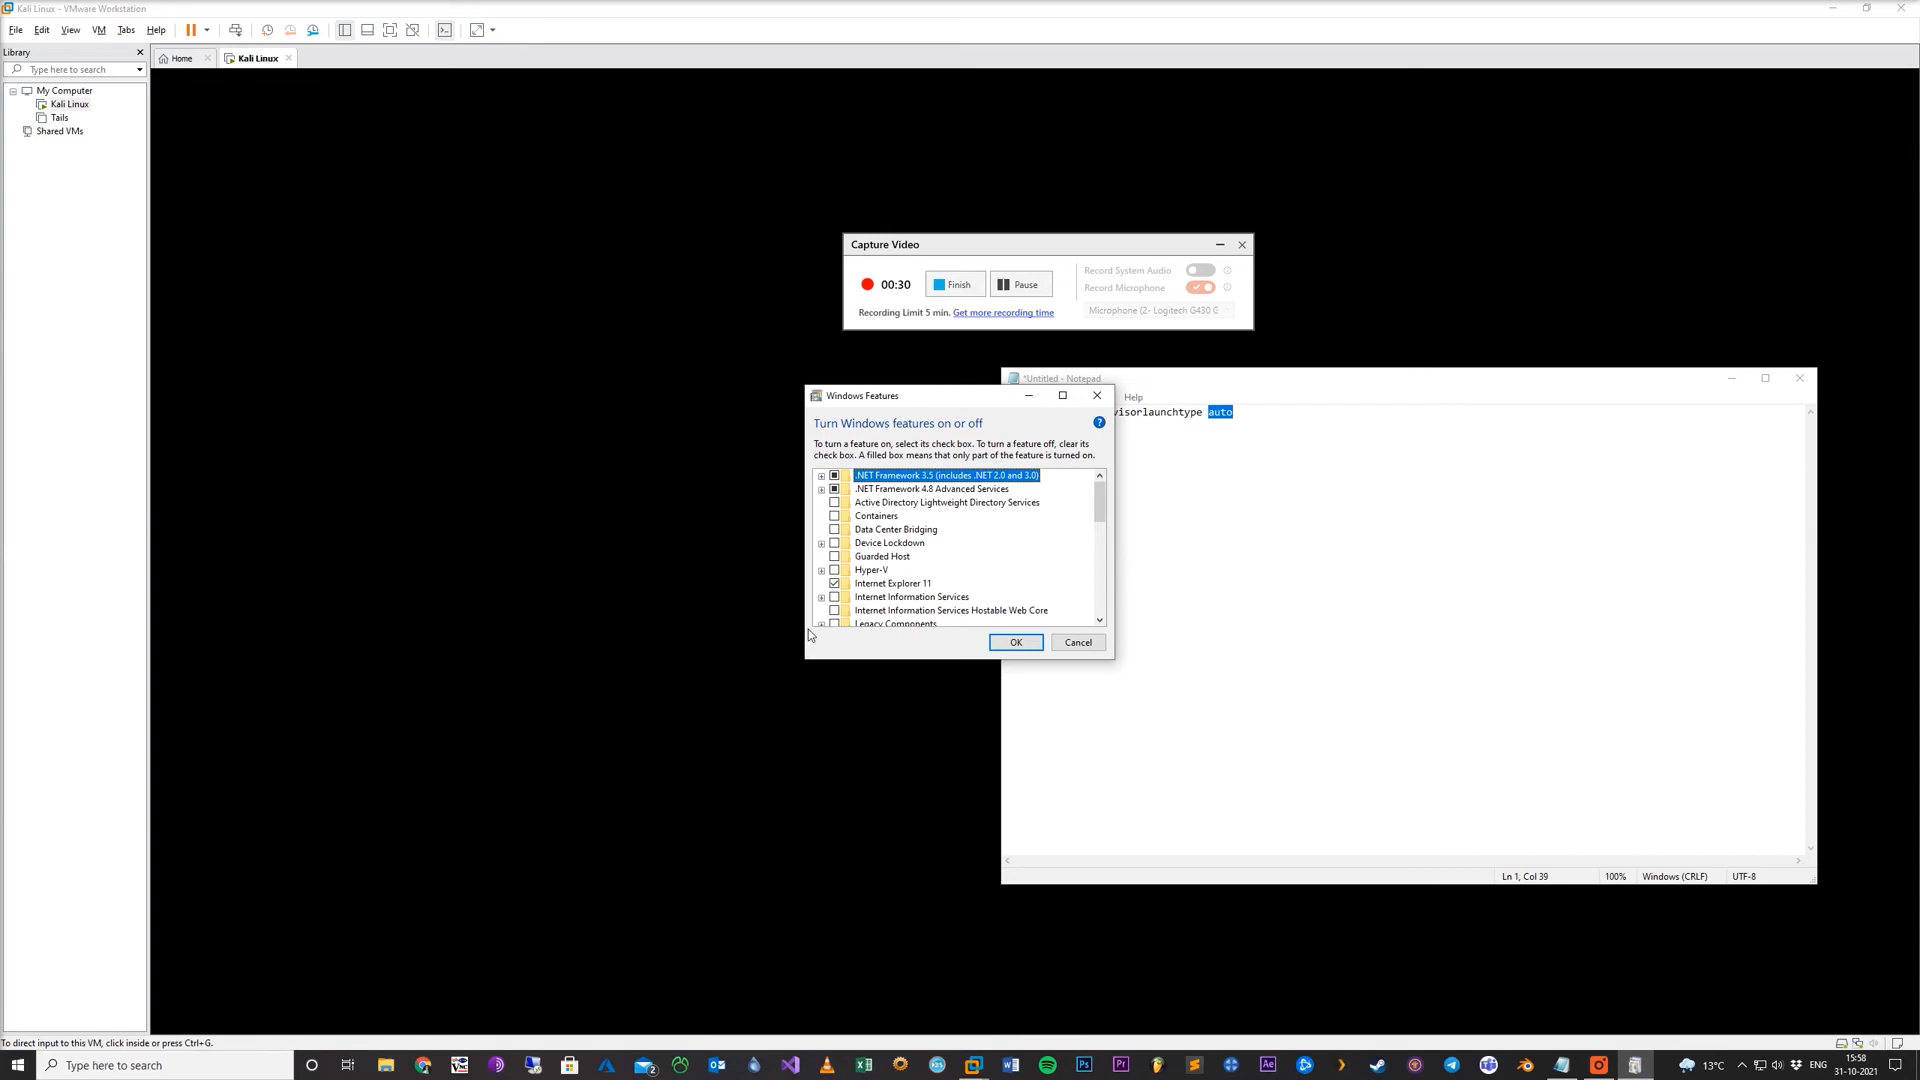 Kali Linux - VMware Workstation
File Edit View VM Tabs Help
Library
Home
Kali Linux
Type here to search
My Computer
Kali Linux
Tails
Shared VMs
Capture Video
00:30
Finish
Pause
Record System Audio
Record Microphone
Microphone (2- Logitech G430 G
Recording Limit 5 min. Get more recording time
*Untitled - Notepad
Help
visorlaunchtype auto
Windows Features
Turn Windows features on or off
To turn a feature on, select its check box. To turn a feature off, clear its
check box. A filled box means that only part of the feature is turned on.
.NET Framework 3.5 (includes .NET 2.0 and 3.0)
.NET Framework 4.8 Advanced Services
Active Directory Lightweight Directory Services
Containers
Data Center Bridging
Device Lockdown
Guarded Host
Hyper-V
Internet Explorer 11
Internet Information Services
Internet Information Services Hostable Web Core
Legacy Components
OK
Cancel
Ln 1, Col 39
100%
Windows (CRLF)
UTF-8
To direct input to this VM, click inside or press Ctrl+G.
Type here to search
13°C
ENG
15:58
31-10-2021